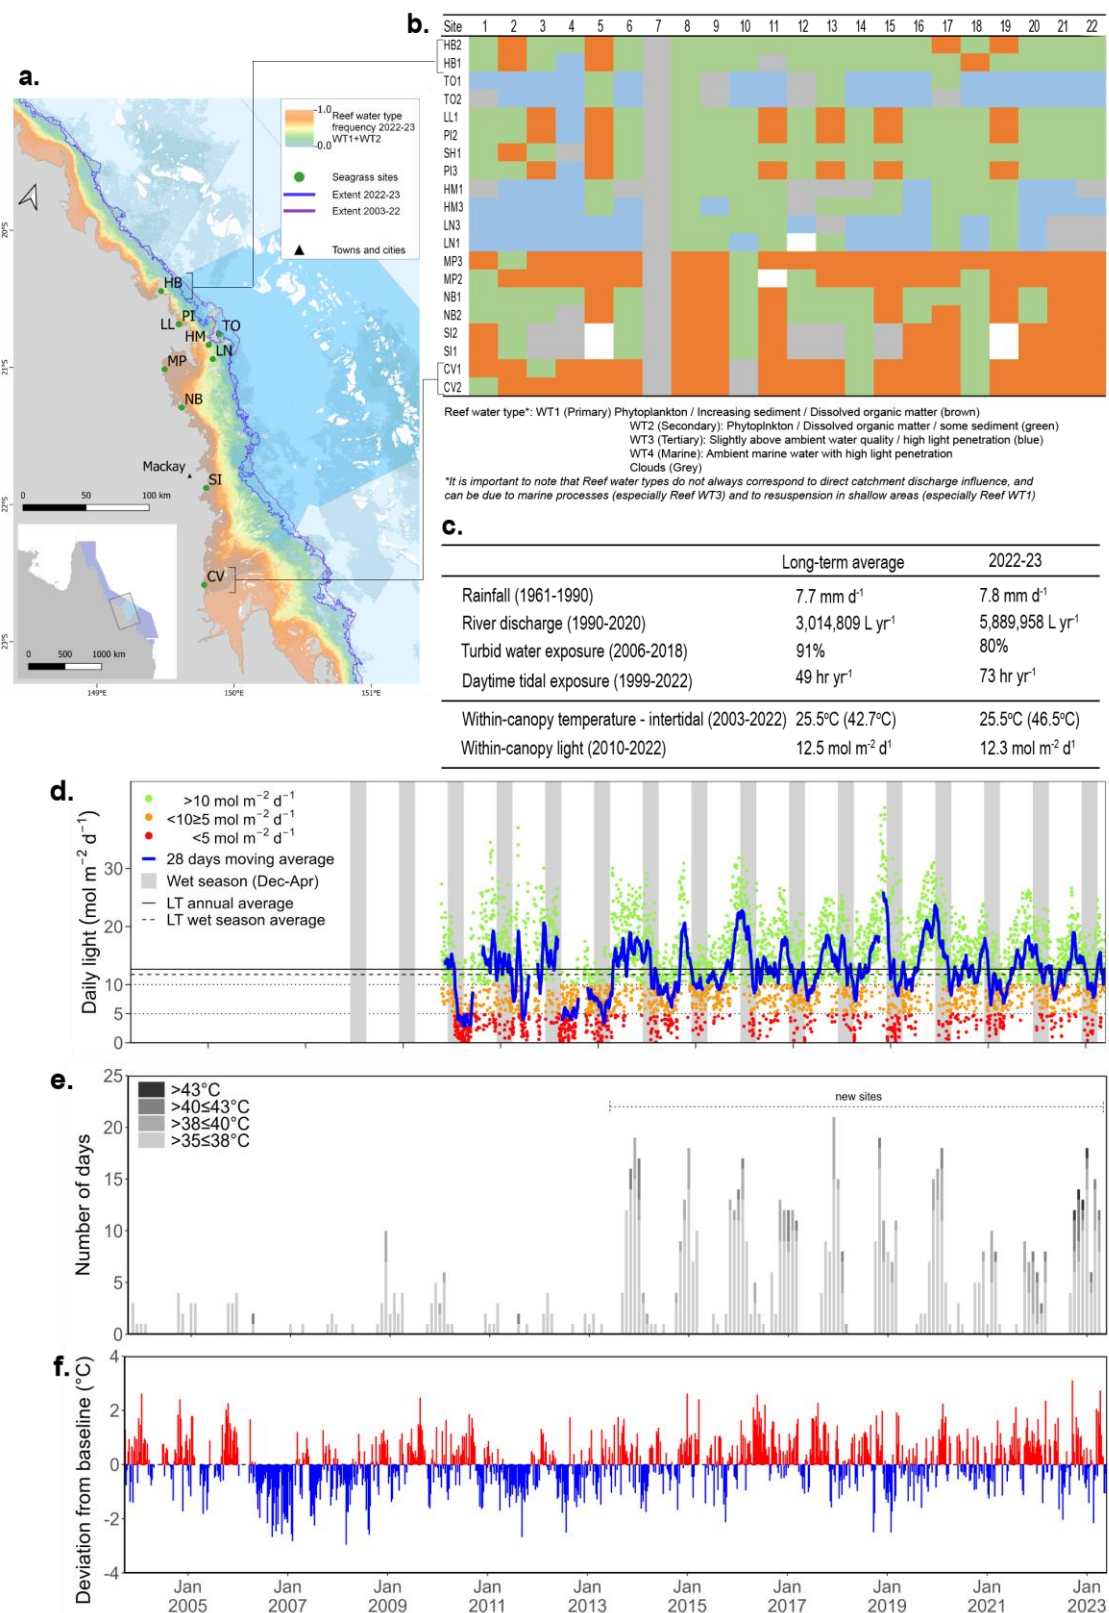 a.
1.0
Reef water type
frequency 2022-23
0.0 WT1+WT2
Seagrass sites
Extent 2022-23
Extent 2003-22
Towns and cities
20°S
21°S
22°S
23°S
HB
PI
LL
HM
TO
LN
MP
NB
Mackay
SI
CV
0 50 100 km
0 500 1000 km
149°E 150°E 151°E
b.
Site 1 2 3 4 5 6 7 8 9 10 11 12 13 14 15 16 17 18 19 20 21 22
HB2
HB1
TO1
TO2
LL1
PI2
SH1
PI3
HM1
HM3
LN3
LN1
MP3
MP2
NB1
NB2
SI2
SI1
CV1
CV2
Reef water type*: WT1 (Primary) Phytoplankton / Increasing sediment / Dissolved organic matter (brown)
WT2 (Secondary): Phytoplnkton / Dissolved organic matter / some sediment (green)
WT3 (Tertiary): Slightly above ambient water quality / high light penetration (blue)
WT4 (Marine): Ambient marine water with high light penetration
Clouds (Grey)
*It is important to note that Reef water types do not always correspond to direct catchment discharge influence, and
can be due to marine processes (especially Reef WT3) and to resuspension in shallow areas (especially Reef WT1)
c.
Long-term average 2022-23
Rainfall (1961-1990) 7.7 mm d-1 7.8 mm d-1
River discharge (1990-2020) 3,014,809 L yr-1 5,889,958 L yr-1
Turbid water exposure (2006-2018) 91% 80%
Daytime tidal exposure (1999-2022) 49 hr yr-1 73 hr yr-1
Within-canopy temperature - intertidal (2003-2022) 25.5ºC (42.7ºC) 25.5ºC (46.5ºC)
Within-canopy light (2010-2022) 12.5 mol m-2 d1 12.3 mol m-2 d1
d.
Daily light (mol m−2 d−1)
30
20
10
5
0
>10 mol m−2 d−1
<10≥5 mol m−2 d−1
<5 mol m−2 d−1
28 days moving average
Wet season (Dec-Apr)
LT annual average
LT wet season average
e.
Number of days
25
20
15
10
5
0
>43°C
>40≤43°C
>38≤40°C
>35≤38°C
new sites
f.
Deviation from baseline (°C)
4
2
0
-2
-4
Jan Jan Jan Jan Jan Jan Jan Jan Jan Jan
2005 2007 2009 2011 2013 2015 2017 2019 2021 2023